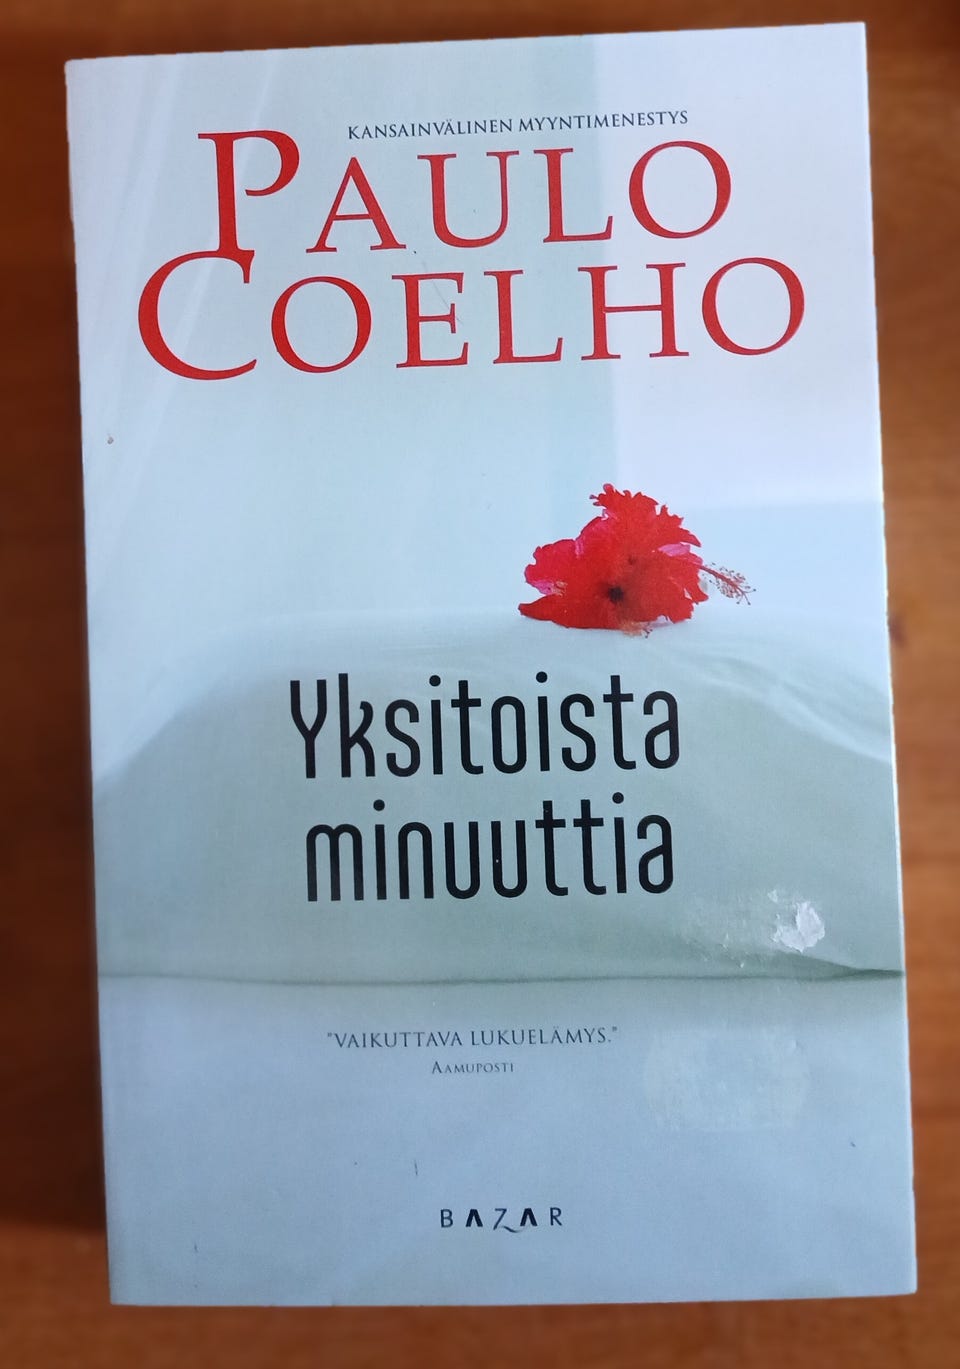 KANSAINVÄLINEN MYYNTIMENESTYS
PAULO
COELHO
Yksitoista
minuuttia
"VAIKUTTAVA LUKUELÄMYS."
AAMUPOSTI
BAZAR